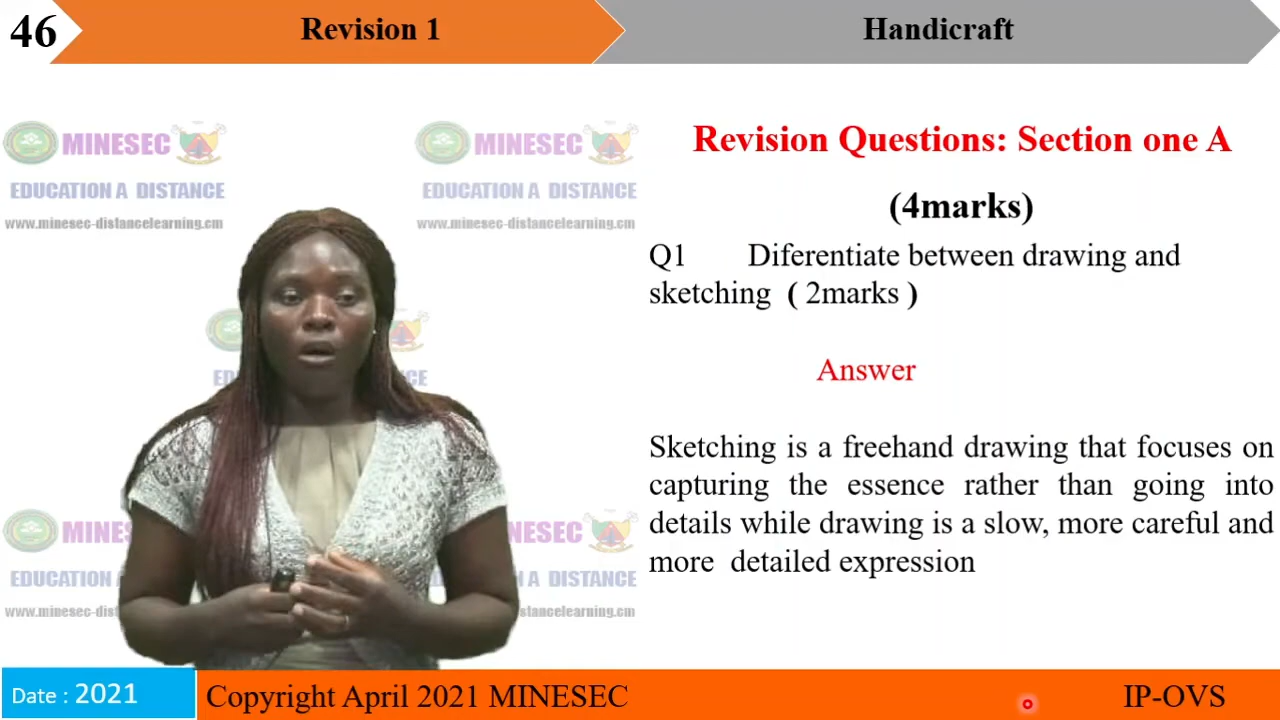 46
Revision 1
Handicraft
MINESEC
EDUCATION A DISTANCE
www.minesec-distancelearning.cm
MINESEC
EDUCATION A DISTANCE
www.minesec-distancelearning.cm
Revision Questions: Section one A
(4marks)
Q1 Diferentiate between drawing and
sketching ( 2marks )
Answer
Sketching is a freehand drawing that focuses on
capturing the essence rather than going into
details while drawing is a slow, more careful and
more detailed expression
MINESEC
EDUCATION A DISTANCE
Date : 2021
Copyright April 2021 MINESEC
IP-OVS